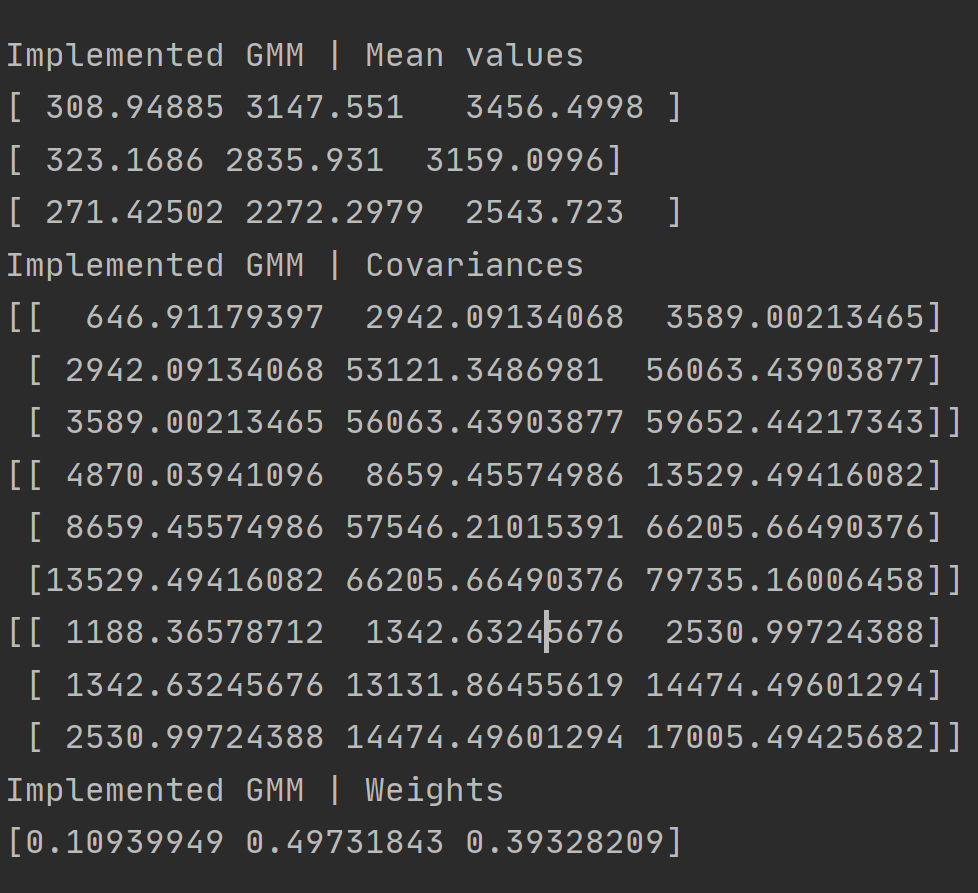 Implemented GMM | Mean values
[ 308.94885 3147.551   3456.4998 ]
[ 323.1686 2835.931  3159.0996]
[ 271.42502 2272.2979  2543.723  ]
Implemented GMM | Covariances
[[  646.91179397  2942.09134068  3589.00213465]
 [ 2942.09134068 53121.3486981  56063.43903877]
 [ 3589.00213465 56063.43903877 59652.44217343]]
[[ 4870.03941096  8659.45574986 13529.49416082]
 [ 8659.45574986 57546.21015391 66205.66490376]
 [13529.49416082 66205.66490376 79735.16006458]]
[[ 1188.36578712  1342.63245676  2530.99724388]
 [ 1342.63245676 13131.86455619 14474.49601294]
 [ 2530.99724388 14474.49601294 17005.49425682]]
Implemented GMM | Weights
[0.10939949 0.49731843 0.39328209]